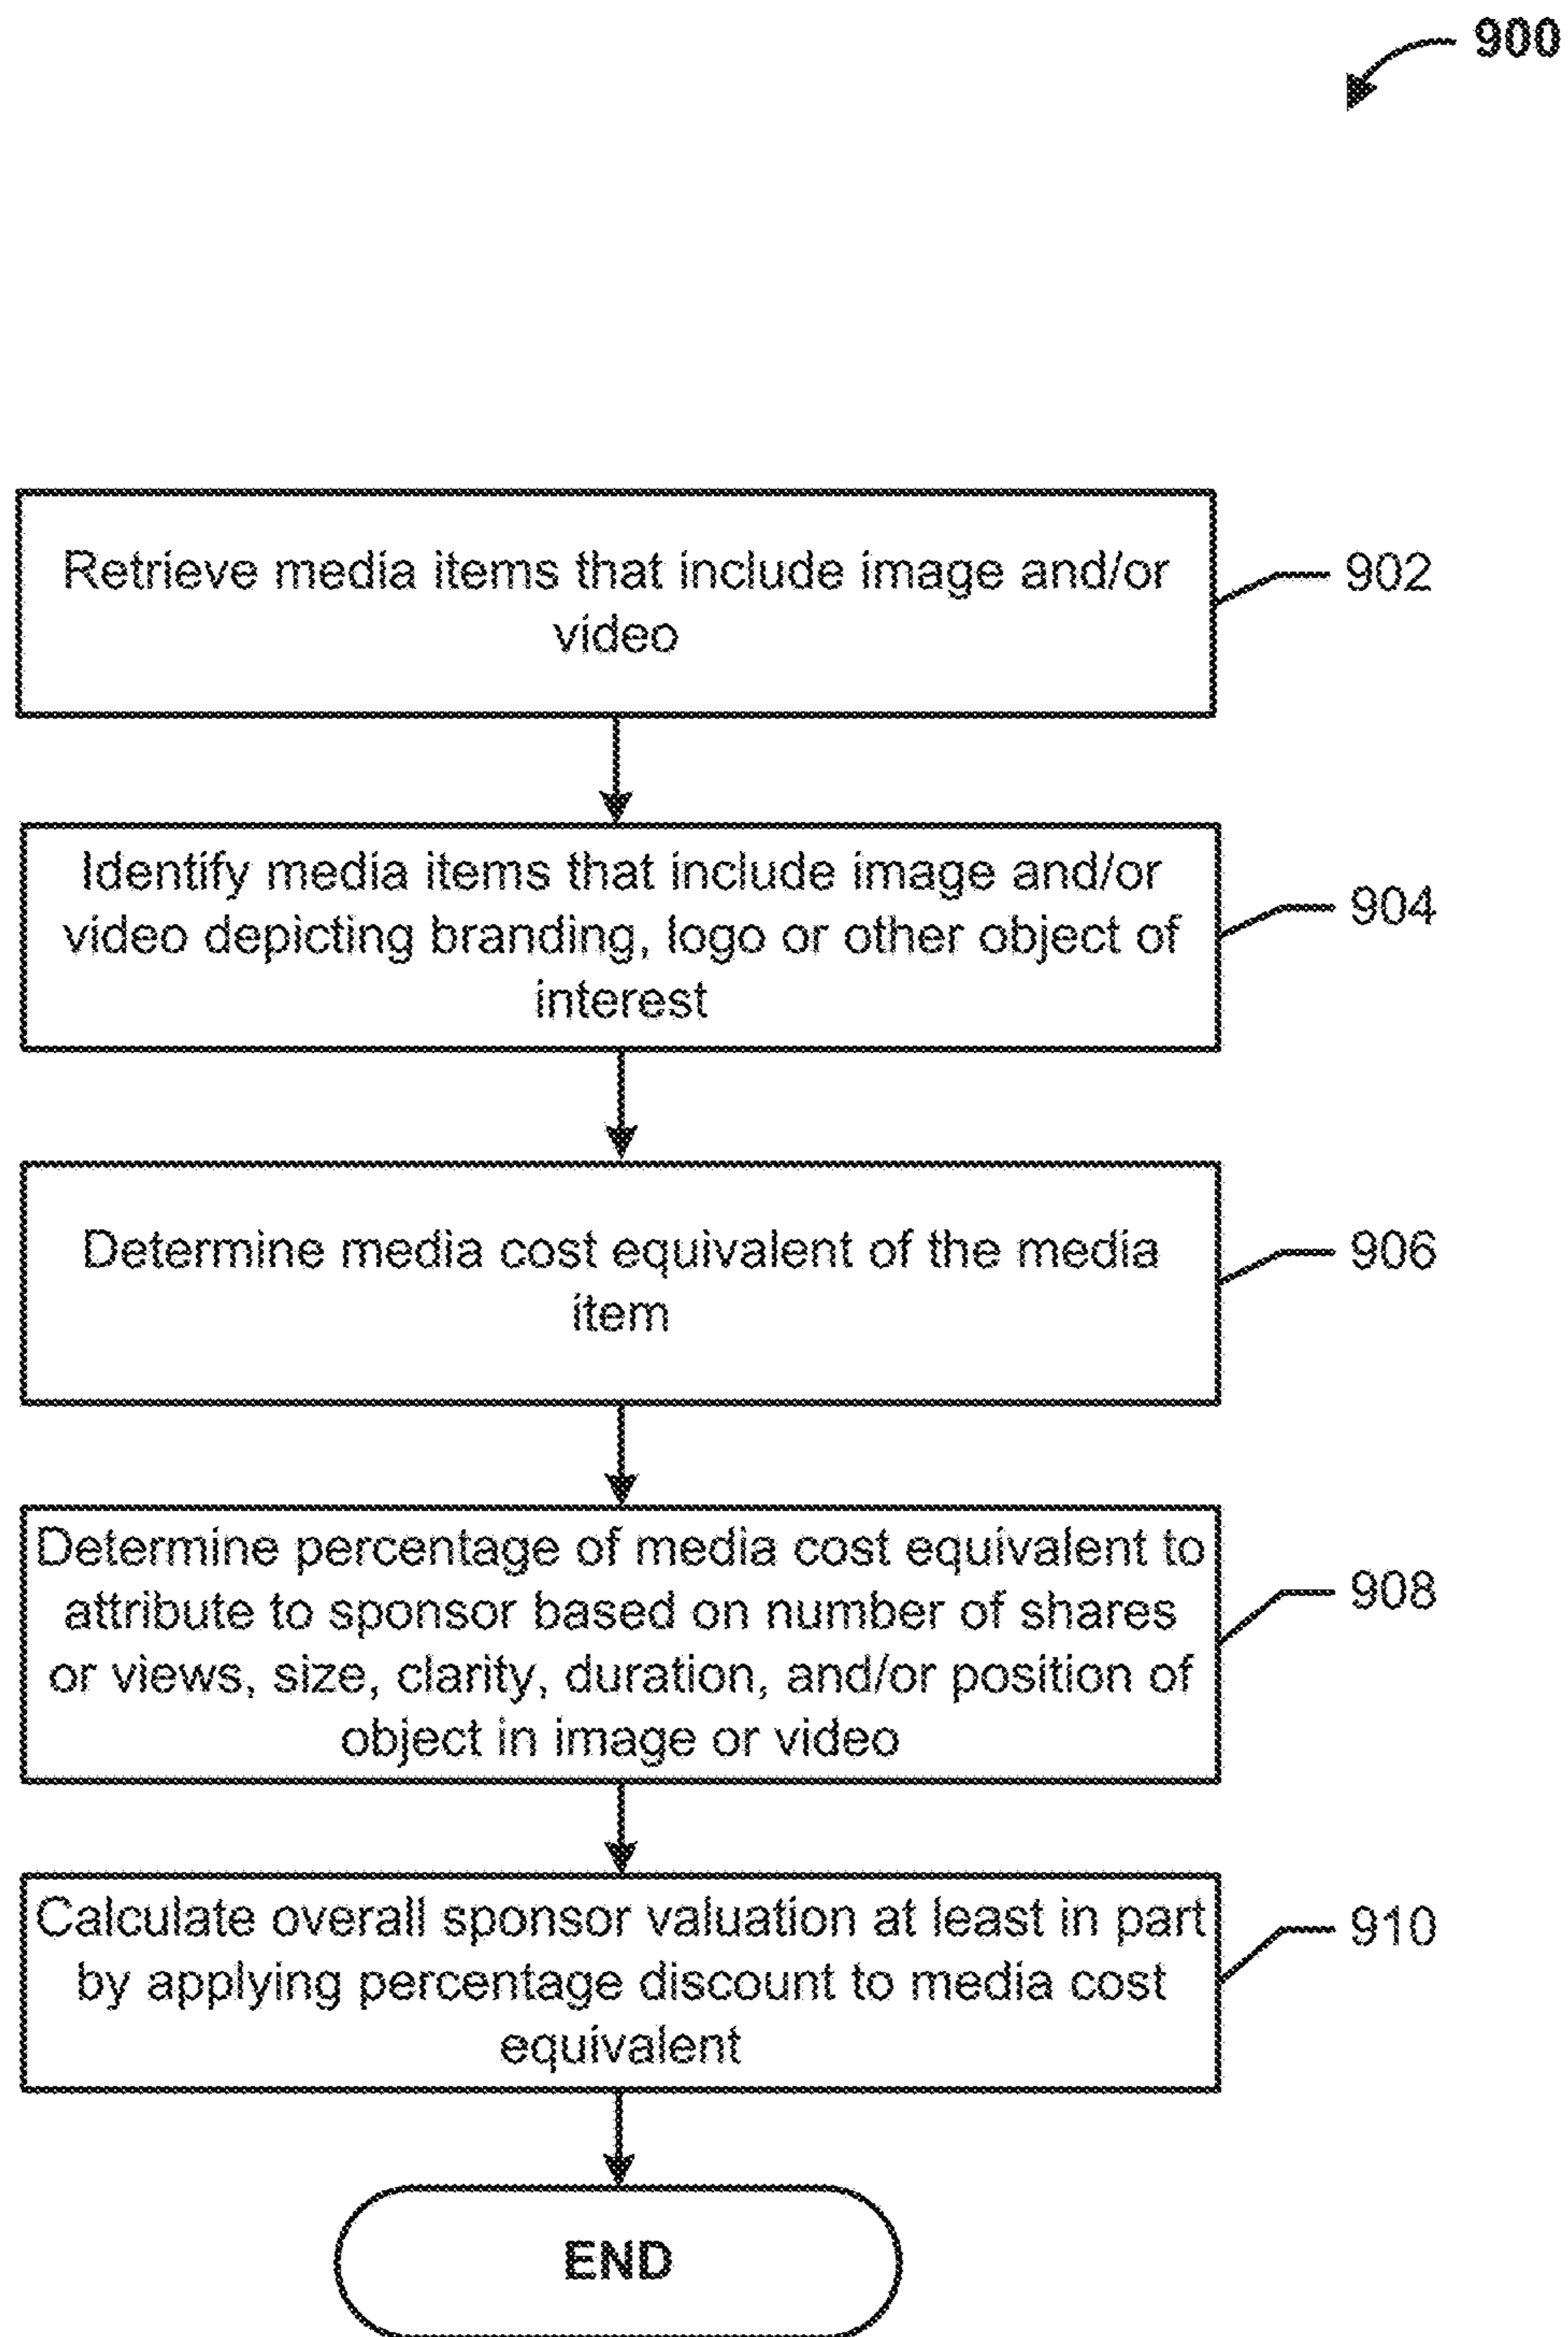 900
Retrieve media items that include image and/or
video
902
Identify media items that include image and/or
video depicting branding, logo or other object of
interest
904
Determine media cost equivalent of the media
item
906
Determine percentage of media cost equivalent to
attribute to sponsor based on number of shares
or views, size, clarity, duration, and/or position of
object in image or video
908
Calculate overall sponsor valuation at least in part
by applying percentage discount to media cost
equivalent
910
END